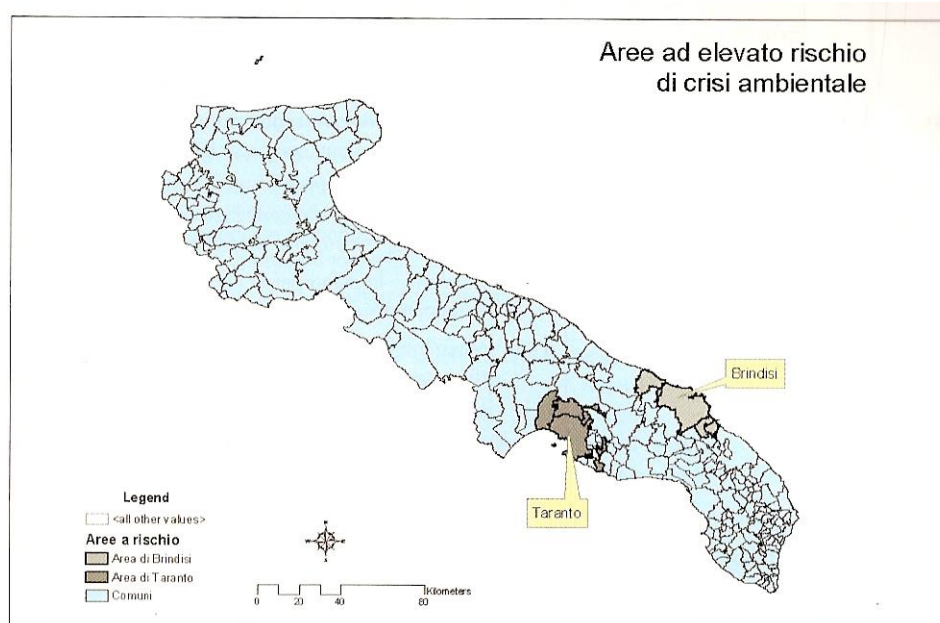 Aree ad elevato rischio
di crisi ambientale
Brindisi
Taranto
Legend
<all other values>
Aree a rischio
Area di Brindisi
Area di Taranto
Comuni
N
W E
S
0 20 40 80
Kilometers